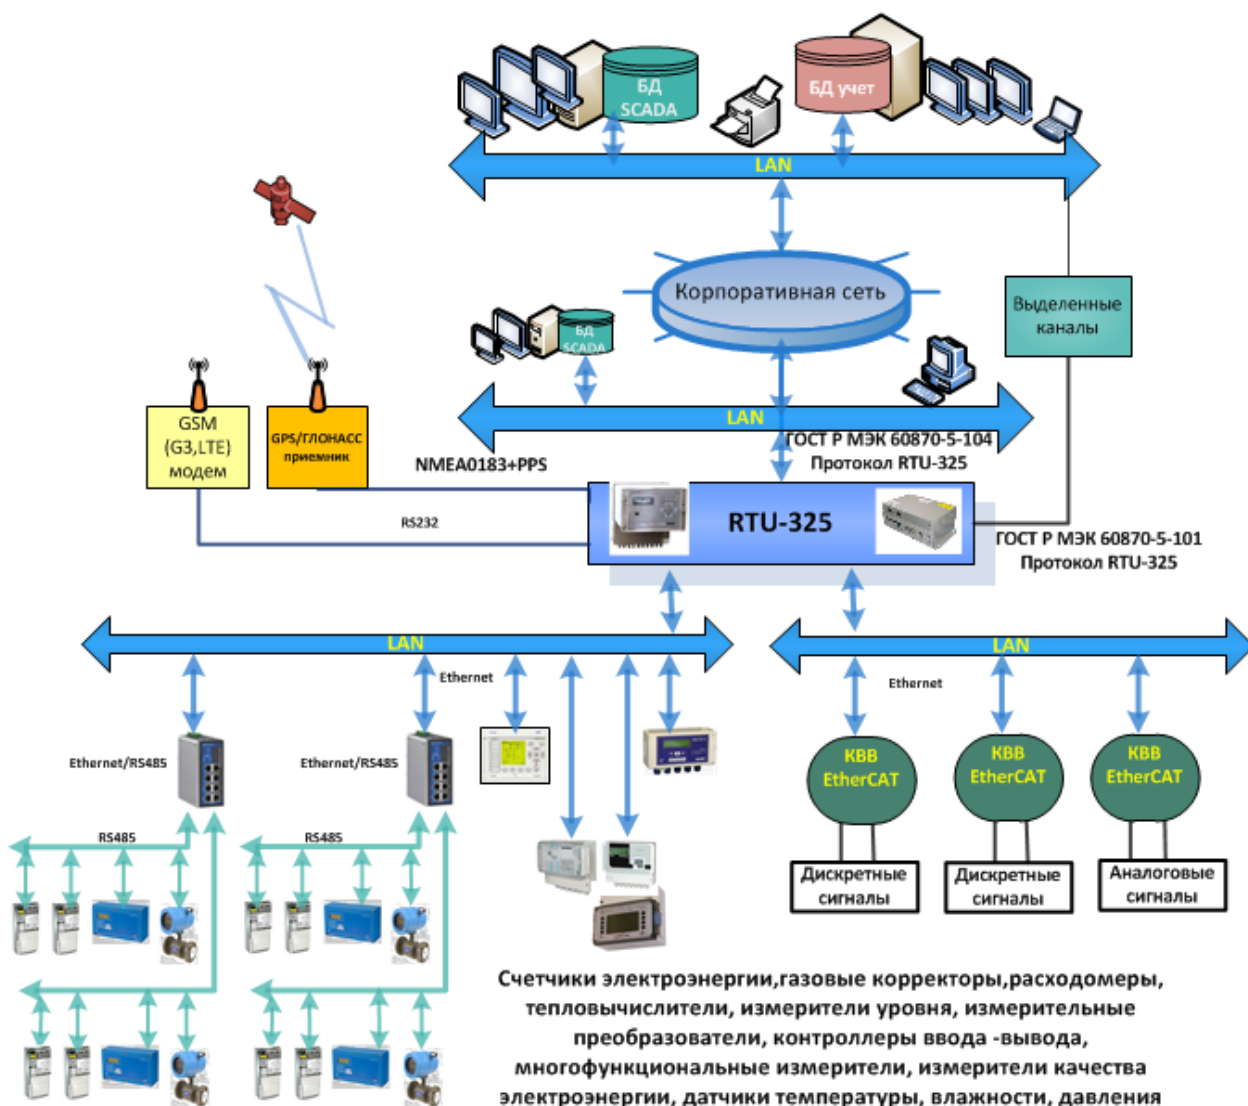 БД
SCADA
БД учет
LAN
Корпоративная сеть
Выделенные
каналы
БД
SCADA
LAN
GSM
(G3,LTE)
модем
GPS/ГЛОНАСС
приемник
NMEA0183+PPS
ГОСТ Р МЭК 60870-5-104
Протокол RTU-325
RS232
RTU-325
ГОСТ Р МЭК 60870-5-101
Протокол RTU-325
LAN
LAN
Ethernet
Ethernet
Ethernet/RS485
Ethernet/RS485
КВВ
EtherCAT
КВВ
EtherCAT
КВВ
EtherCAT
RS485
RS485
Дискретные
сигналы
Дискретные
сигналы
Аналоговые
сигналы
Счетчики электроэнергии,газовые корректоры,расходомеры,
тепловычислители, измерители уровня, измерительные
преобразователи, контроллеры ввода -вывода,
многофункциональные измерители, измерители качества
электроэнергии, датчики температуры, влажности, давления